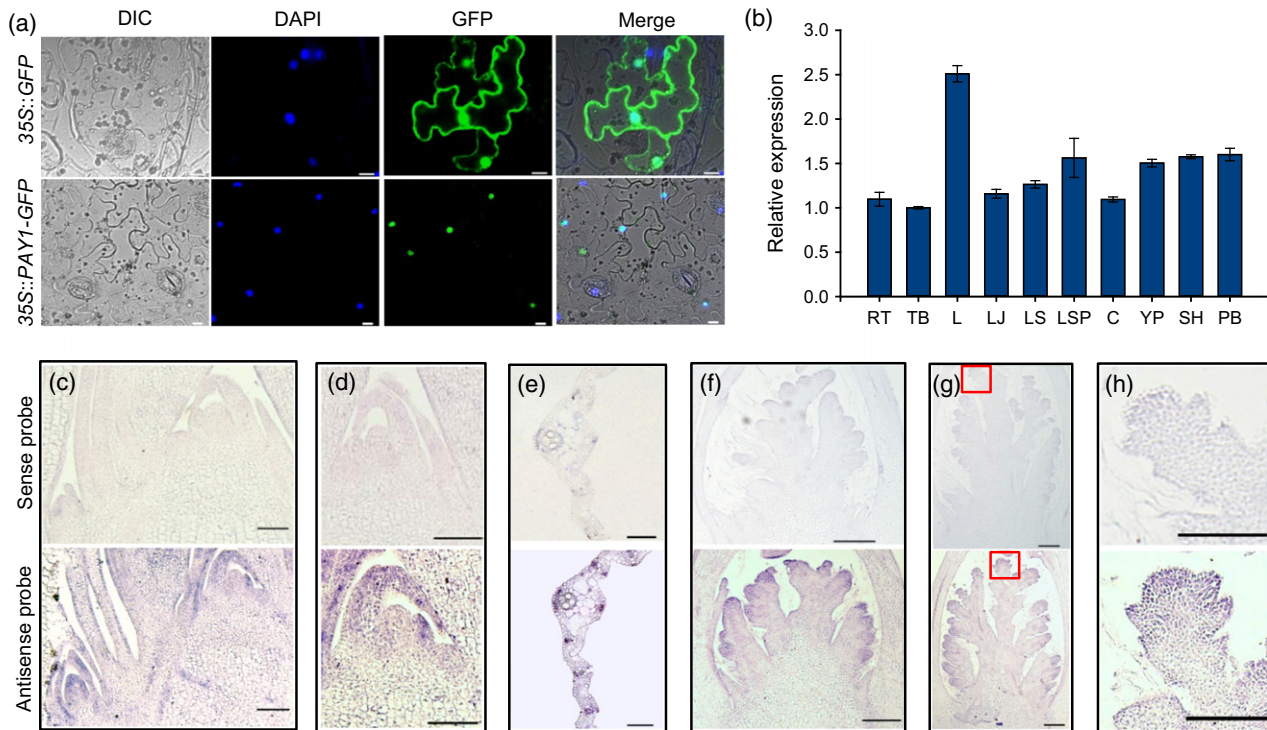 (a)
DIC DAPI GFP Merge
35S::GFP
35S::PAY1-GFP
(b)
Relative expression
3.0
2.5
2.0
1.5
1.0
0.5
0.0
RT TB L LJ LS LSP C YP SH PB
Sense probe
Antisense probe
(c) (d) (e) (f) (g) (h)